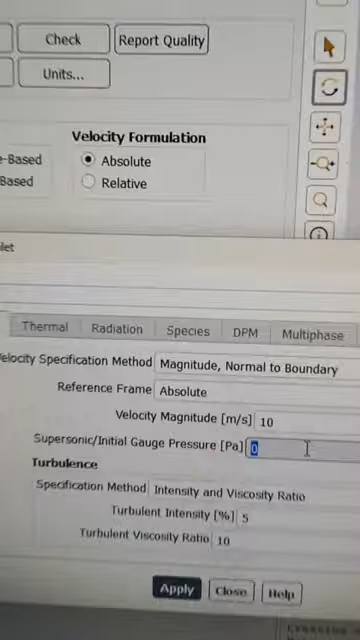 Check Report Quality
Units...
Velocity Formulation
-Based Absolute
Based Relative
let
Thermal Radiation Species DPM Multiphase
Velocity Specification Method Magnitude, Normal to Boundary
Reference Frame Absolute
Velocity Magnitude [m/s] 10
Supersonic/Initial Gauge Pressure [Pa] 0
Turbulence
Specification Method Intensity and Viscosity Ratio
Turbulent Intensity [%] 5
Turbulent Viscosity Ratio 10
Apply Close Help